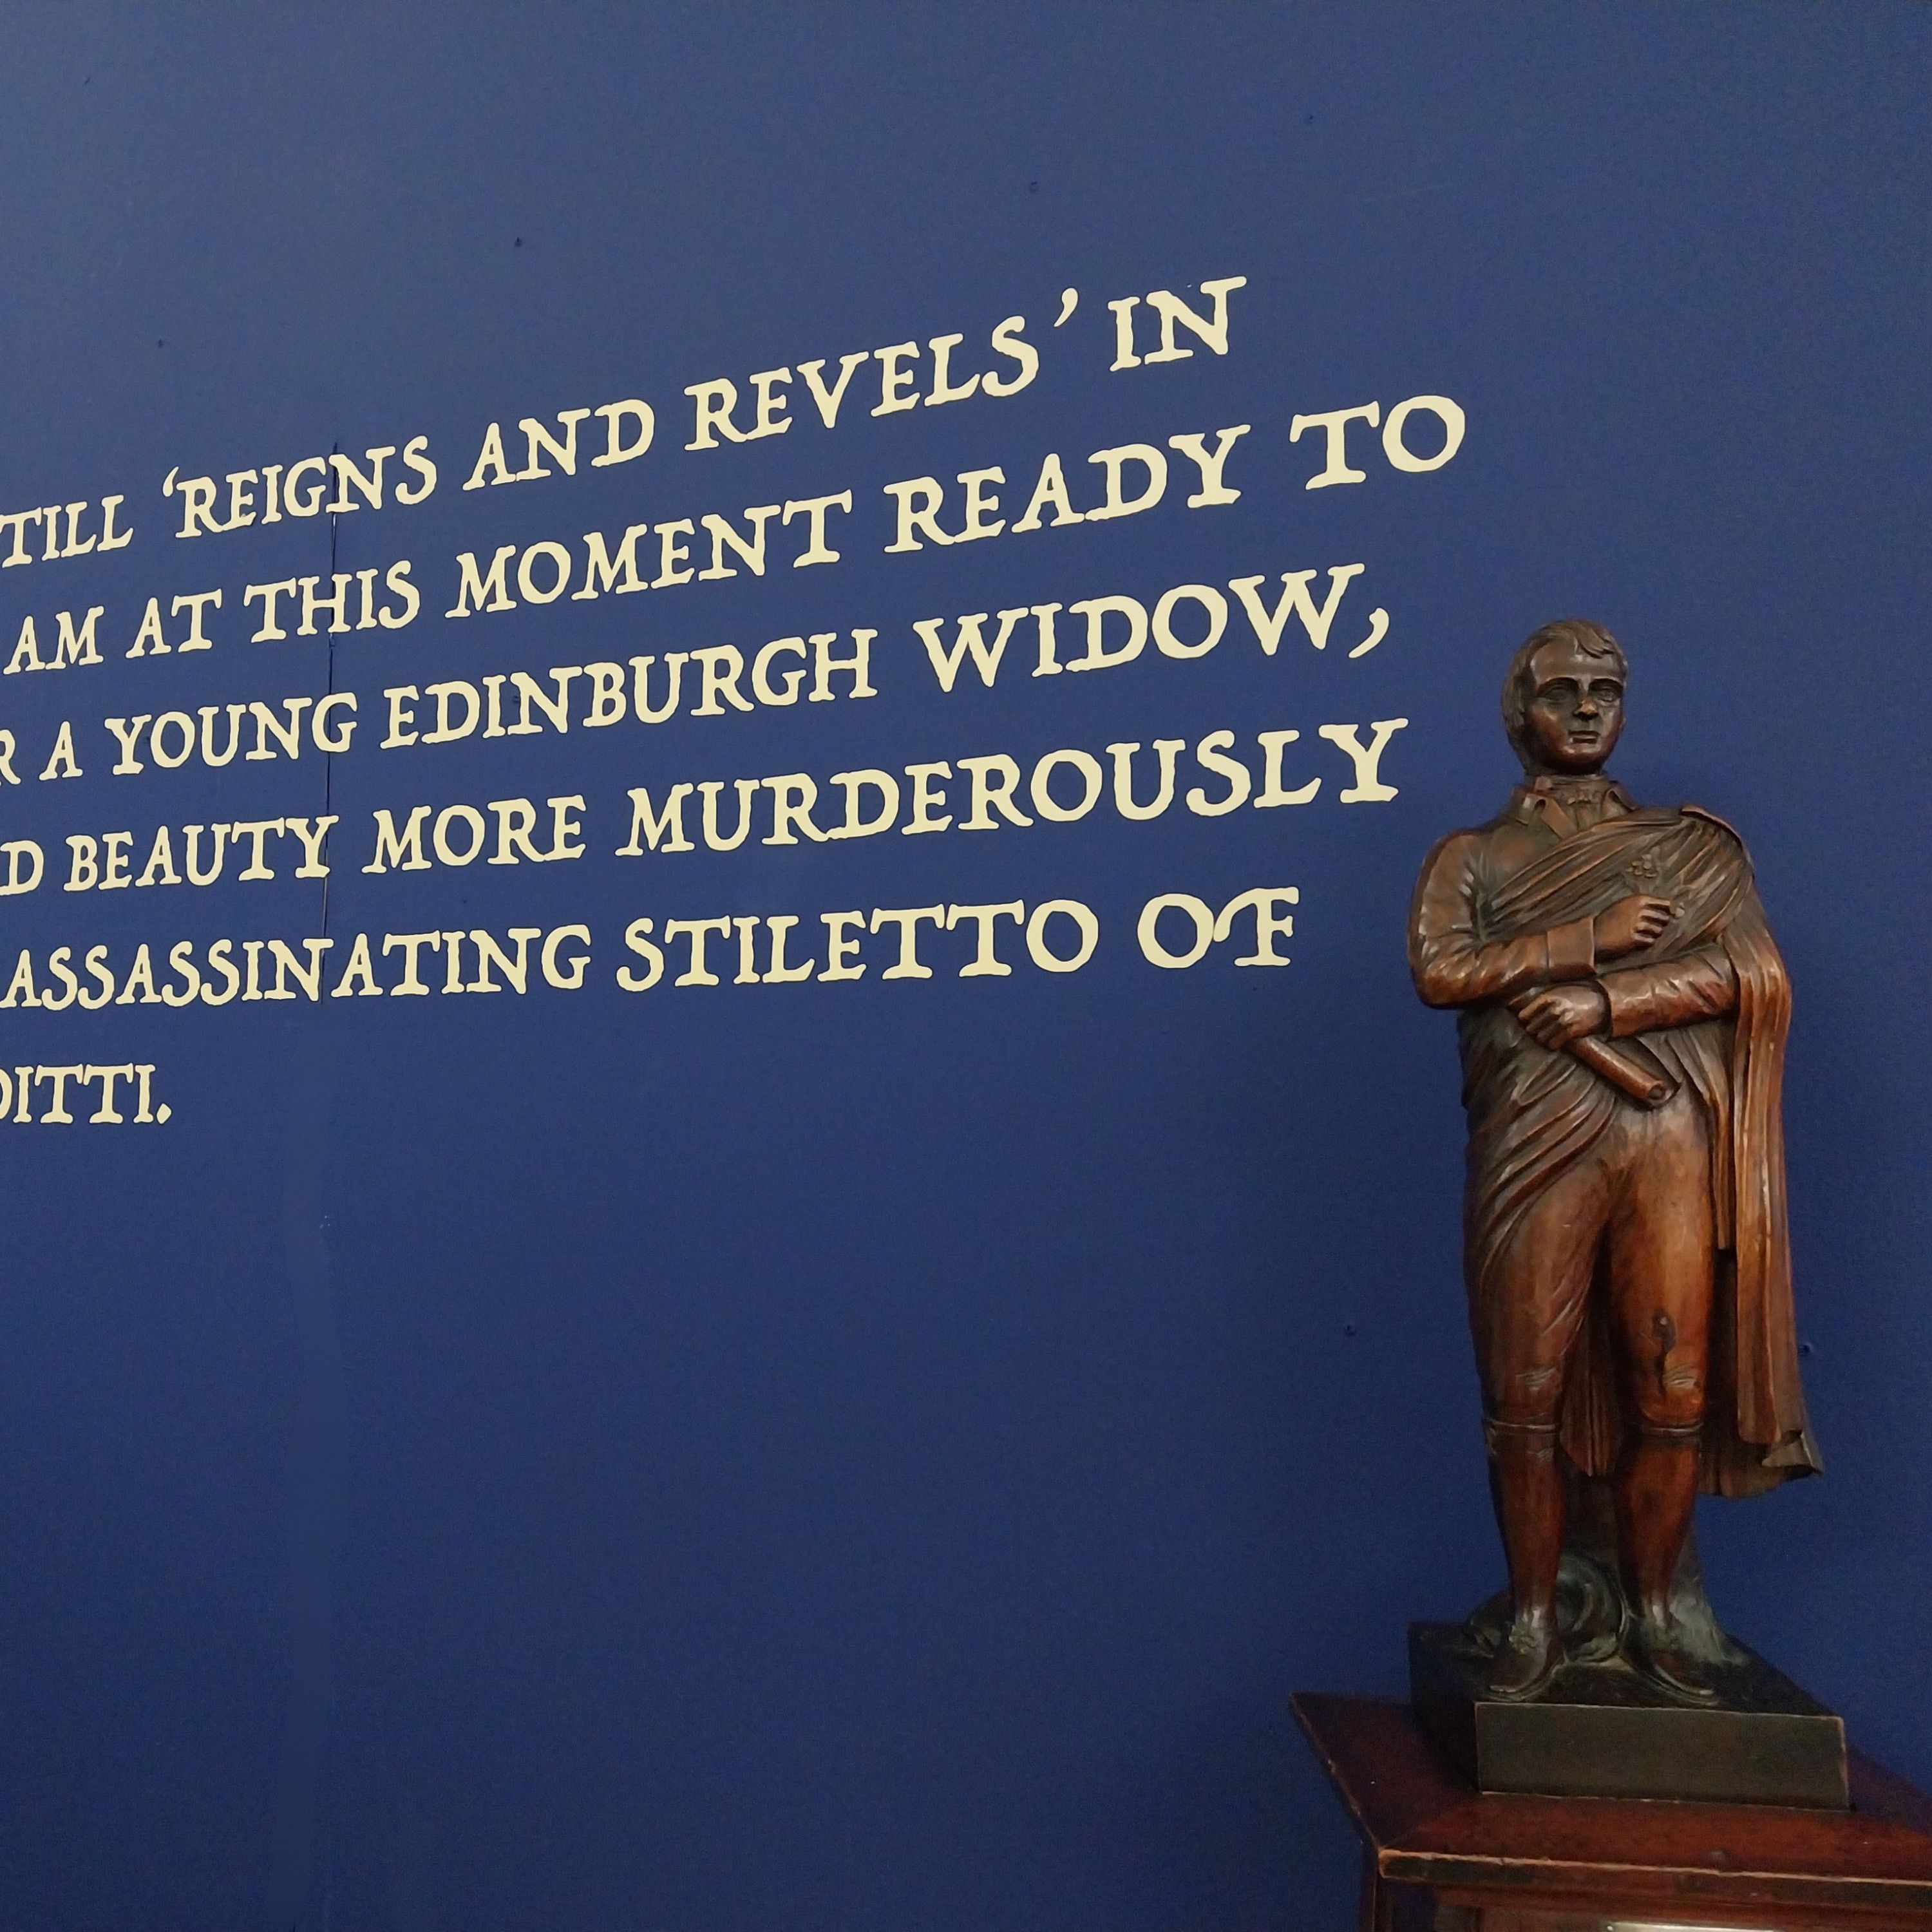 TILL ‘REIGNS AND REVELS’ IN
AM AT THIS MOMENT READY TO
R A YOUNG EDINBURGH WIDOW,
D BEAUTY MORE MURDEROUSLY
ASSASSINATING STILETTO OF
DITTI.